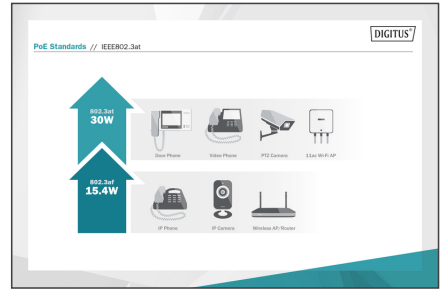 DIGITUS®
PoE Standards // IEEE802.3at
802.3at
30W
Door Phone
Video Phone
PTZ Camera
11ac Wi-Fi AP
802.3af
15.4W
IP Phone
IP Camera
Wireless AP/Router